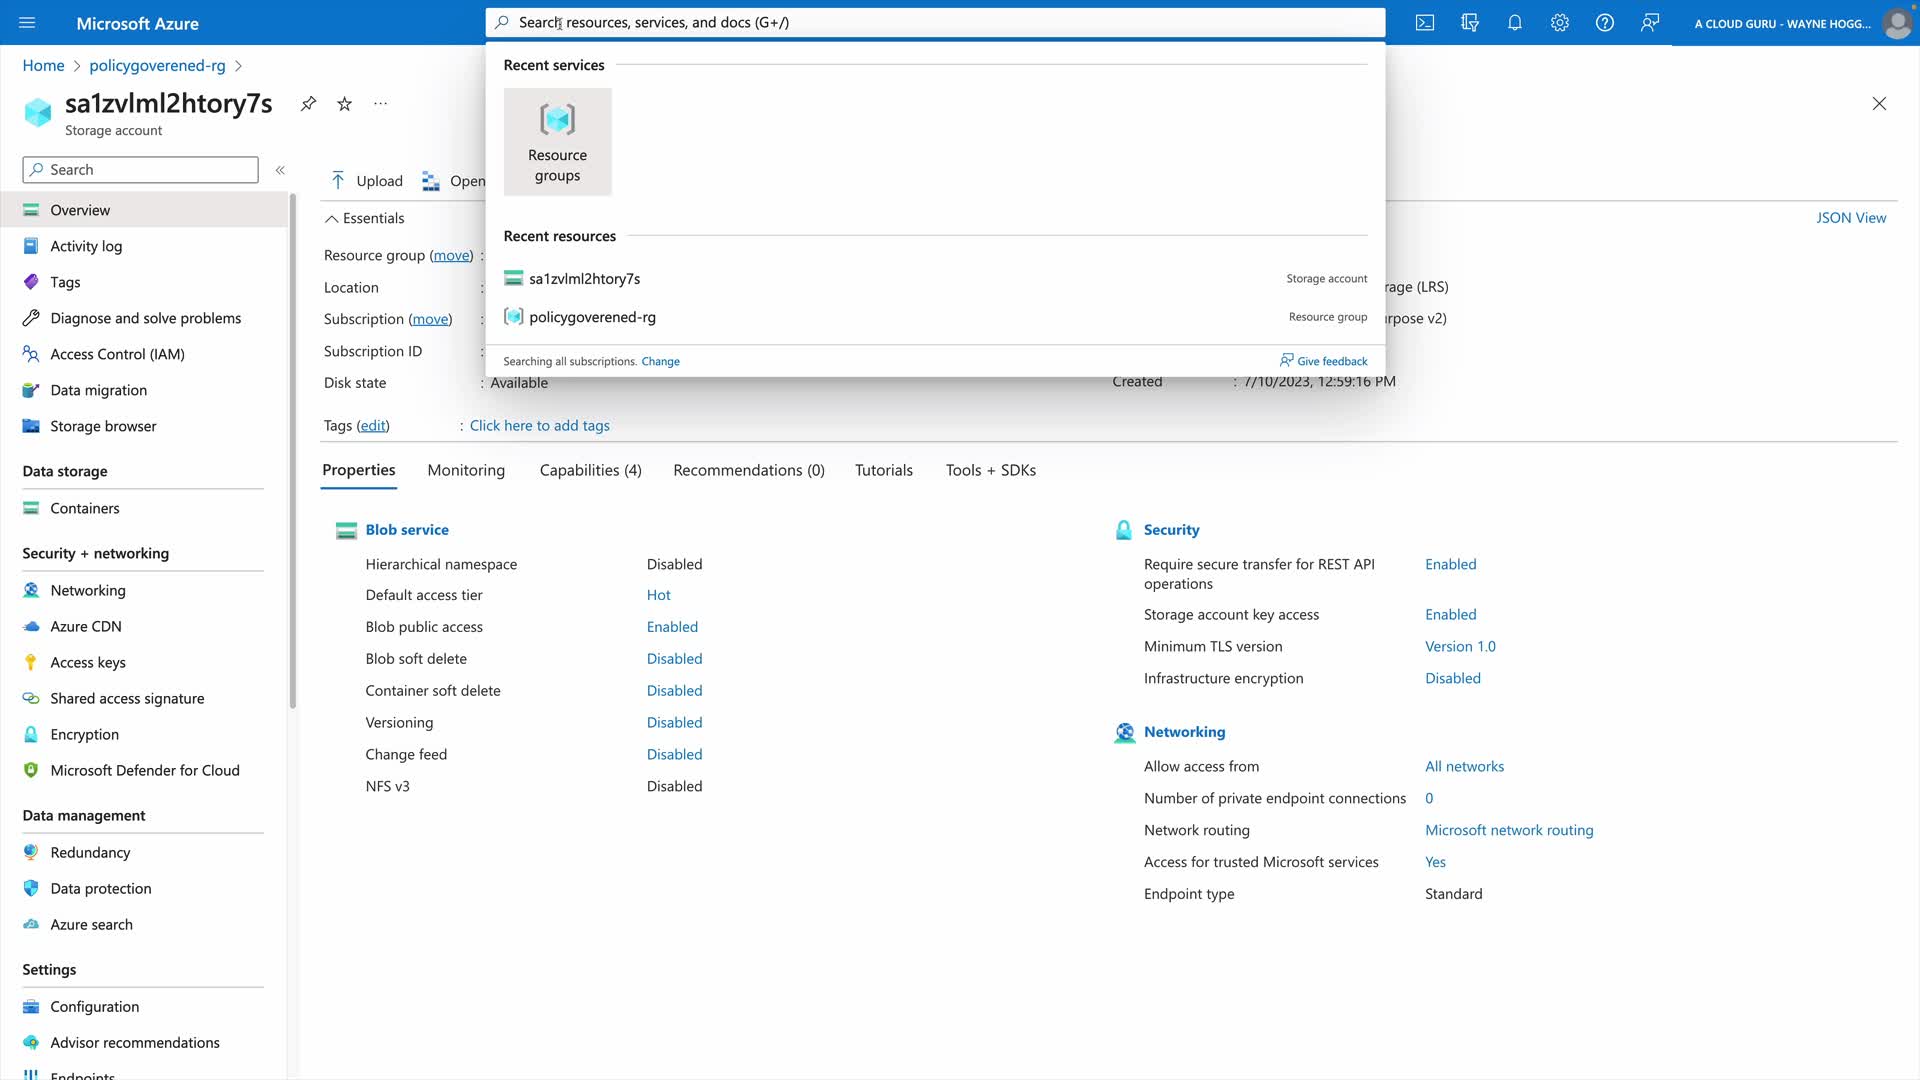 Microsoft Azure
Search resources, services, and docs (G+/)
A CLOUD GURU - WAYNE HOGG...
Home > policygoverened-rg >
sa1zvlml2htory7s
Storage account
Search
Overview
Activity log
Tags
Diagnose and solve problems
Access Control (IAM)
Data migration
Storage browser
Data storage
Containers
Security + networking
Networking
Azure CDN
Access keys
Shared access signature
Encryption
Microsoft Defender for Cloud
Data management
Redundancy
Data protection
Azure search
Settings
Configuration
Advisor recommendations
Endpoints
Upload
Open
Essentials
JSON View
Resource group (move) :
Location :
Subscription (move) :
Subscription ID :
Disk state : Available
rage (LRS)
rpose v2)
Created : 7/10/2023, 12:59:16 PM
Tags (edit) : Click here to add tags
Recent services
Resource
groups
Recent resources
sa1zvlml2htory7s Storage account
policygoverened-rg Resource group
Searching all subscriptions. Change
Give feedback
Properties Monitoring Capabilities (4) Recommendations (0) Tutorials Tools + SDKs
Blob service
Hierarchical namespace Disabled
Default access tier Hot
Blob public access Enabled
Blob soft delete Disabled
Container soft delete Disabled
Versioning Disabled
Change feed Disabled
NFS v3 Disabled
Security
Require secure transfer for REST API Enabled
operations
Storage account key access Enabled
Minimum TLS version Version 1.0
Infrastructure encryption Disabled
Networking
Allow access from All networks
Number of private endpoint connections 0
Network routing Microsoft network routing
Access for trusted Microsoft services Yes
Endpoint type Standard